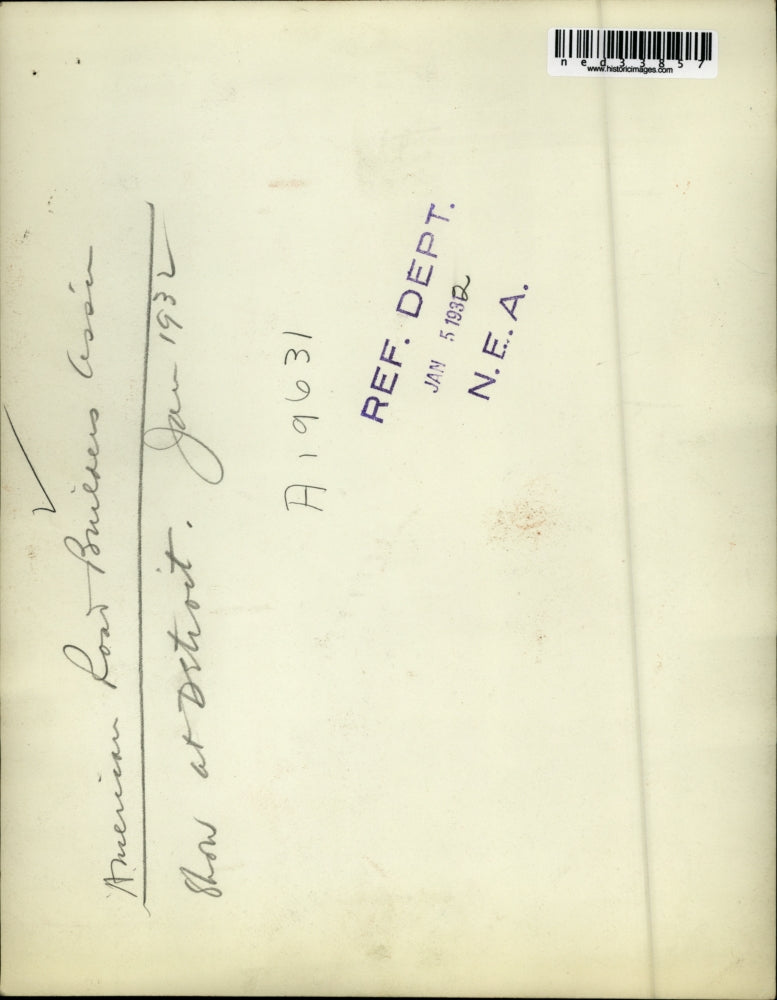 American Road Builders Ass'n
Show at Detroit. Jan 1932
A19631
REF. DEPT.
JAN 5 1932
N. E. A.
ned33857
www.historicimages.com